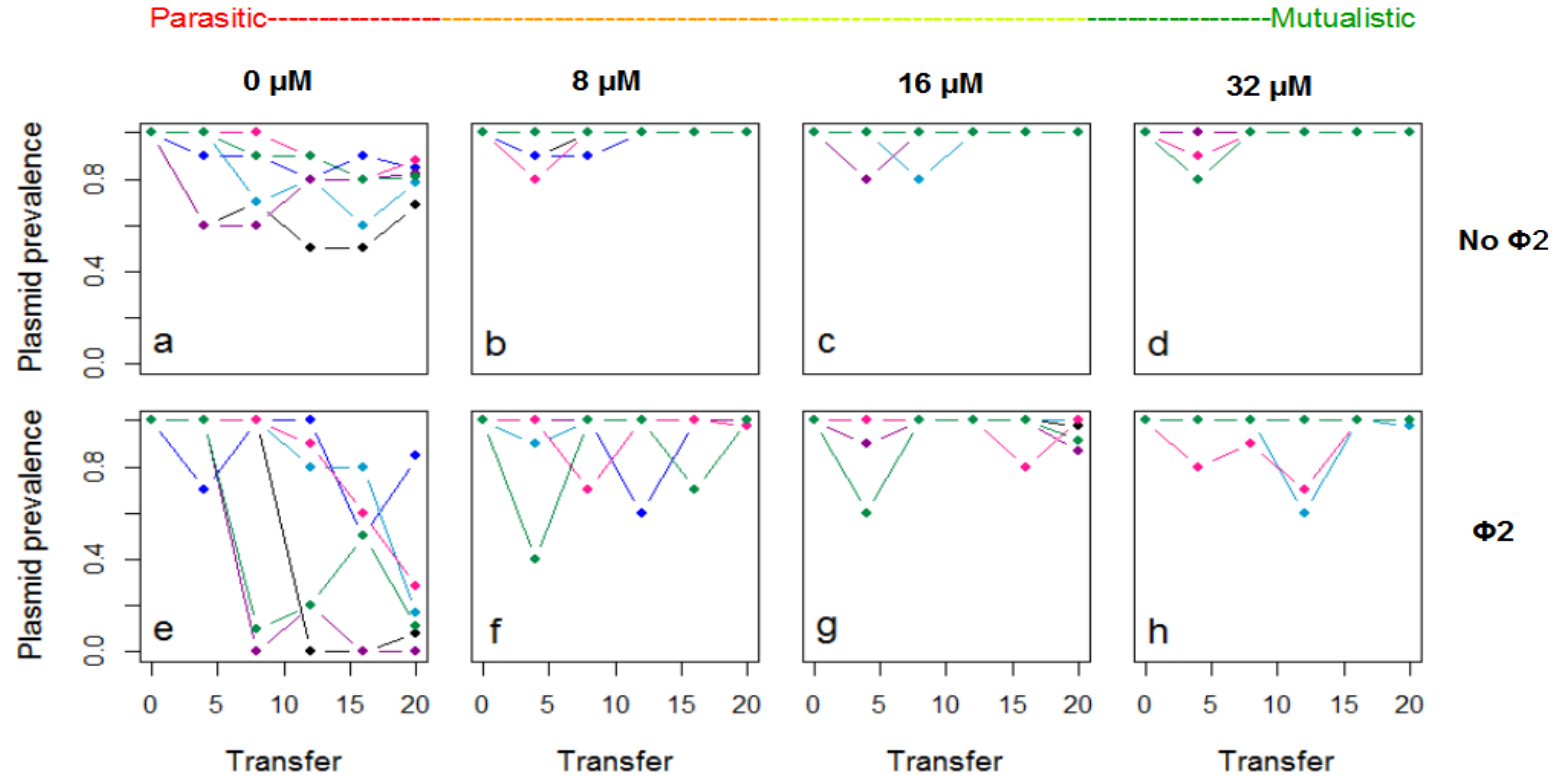 Parasitic Mutualistic
0 µM 8 µM 16 µM 32 µM
Plasmid prevalence
0.8
0.4
0.0
a b c d
No Φ2
Plasmid prevalence
0.8
0.4
0.0
e f g h
Φ2
0 5 10 15 20 0 5 10 15 20 0 5 10 15 20 0 5 10 15 20
Transfer Transfer Transfer Transfer